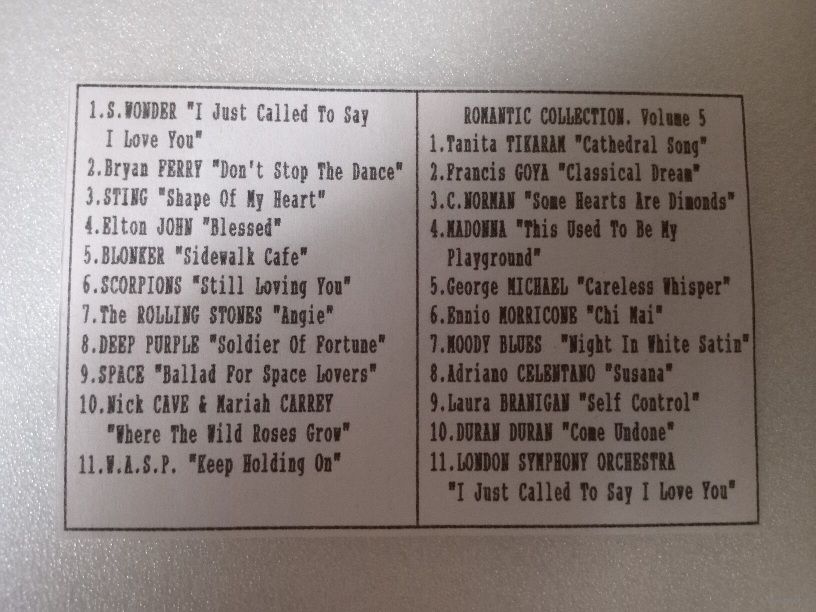 1.S.WONDER "I Just Called To Say
I Love You"
2.Bryan FERRY "Don't Stop The Dance"
3.STING "Shape Of My Heart"
4.Elton JOHN "Blessed"
5.BLONKER "Sidewalk Cafe"
6.SCORPIONS "Still Loving You"
7.The ROLLING STONES "Angie"
8.DEEP PURPLE "Soldier Of Fortune"
9.SPACE "Ballad For Space Lovers"
10.Nick CAVE & Mariah CARREY
"Where The Wild Roses Grow"
11.W.A.S.P. "Keep Holding On"
ROMANTIC COLLECTION. Volume 5
1.Tanita TIKARAM "Cathedral Song"
2.Francis GOYA "Classical Dream"
3.C.NORMAN "Some Hearts Are Dimonds"
4.MADONNA "This Used To Be My
Playground"
5.George MICHAEL "Careless Whisper"
6.Ennio MORRICONE "Chi Mai"
7.MOODY BLUES "Night In White Satin"
8.Adriano CELENTANO "Susana"
9.Laura BRANIGAN "Self Control"
10.DURAN DURAN "Come Undone"
11.LONDON SYMPHONY ORCHESTRA
"I Just Called To Say I Love You"